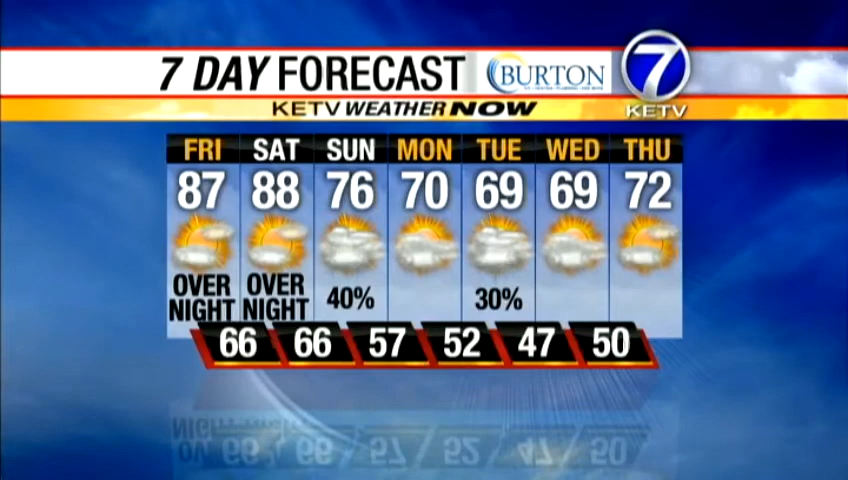 7 DAY FORECAST
BURTON
7
KETV WEATHER NOW
KETV
FRI SAT SUN MON TUE WED THU
87 88 76 70 69 69 72
OVER NIGHT
OVER NIGHT
40% 30%
66 66 57 52 47 50